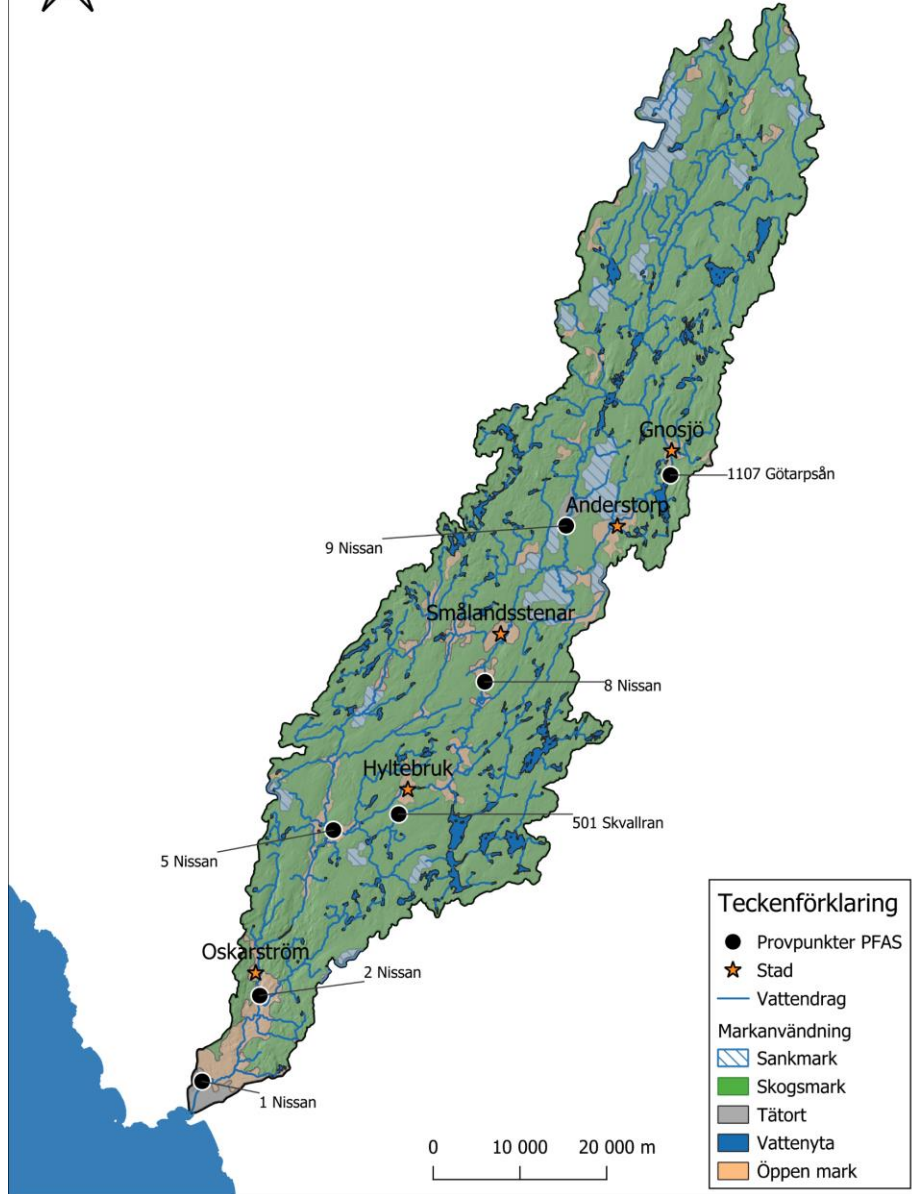 Gnosjö
1107 Götarpsån
Anderstorp
9 Nissan
Smålandsstenar
8 Nissan
Hyltebruk
501 Skvallran
5 Nissan
Oskarström
2 Nissan
1 Nissan
0 10 000 20 000 m
Teckenförklaring
Provpunkter PFAS
Stad
Vattendrag
Markanvändning
Sankmark
Skogsmark
Tätort
Vattenyta
Öppen mark